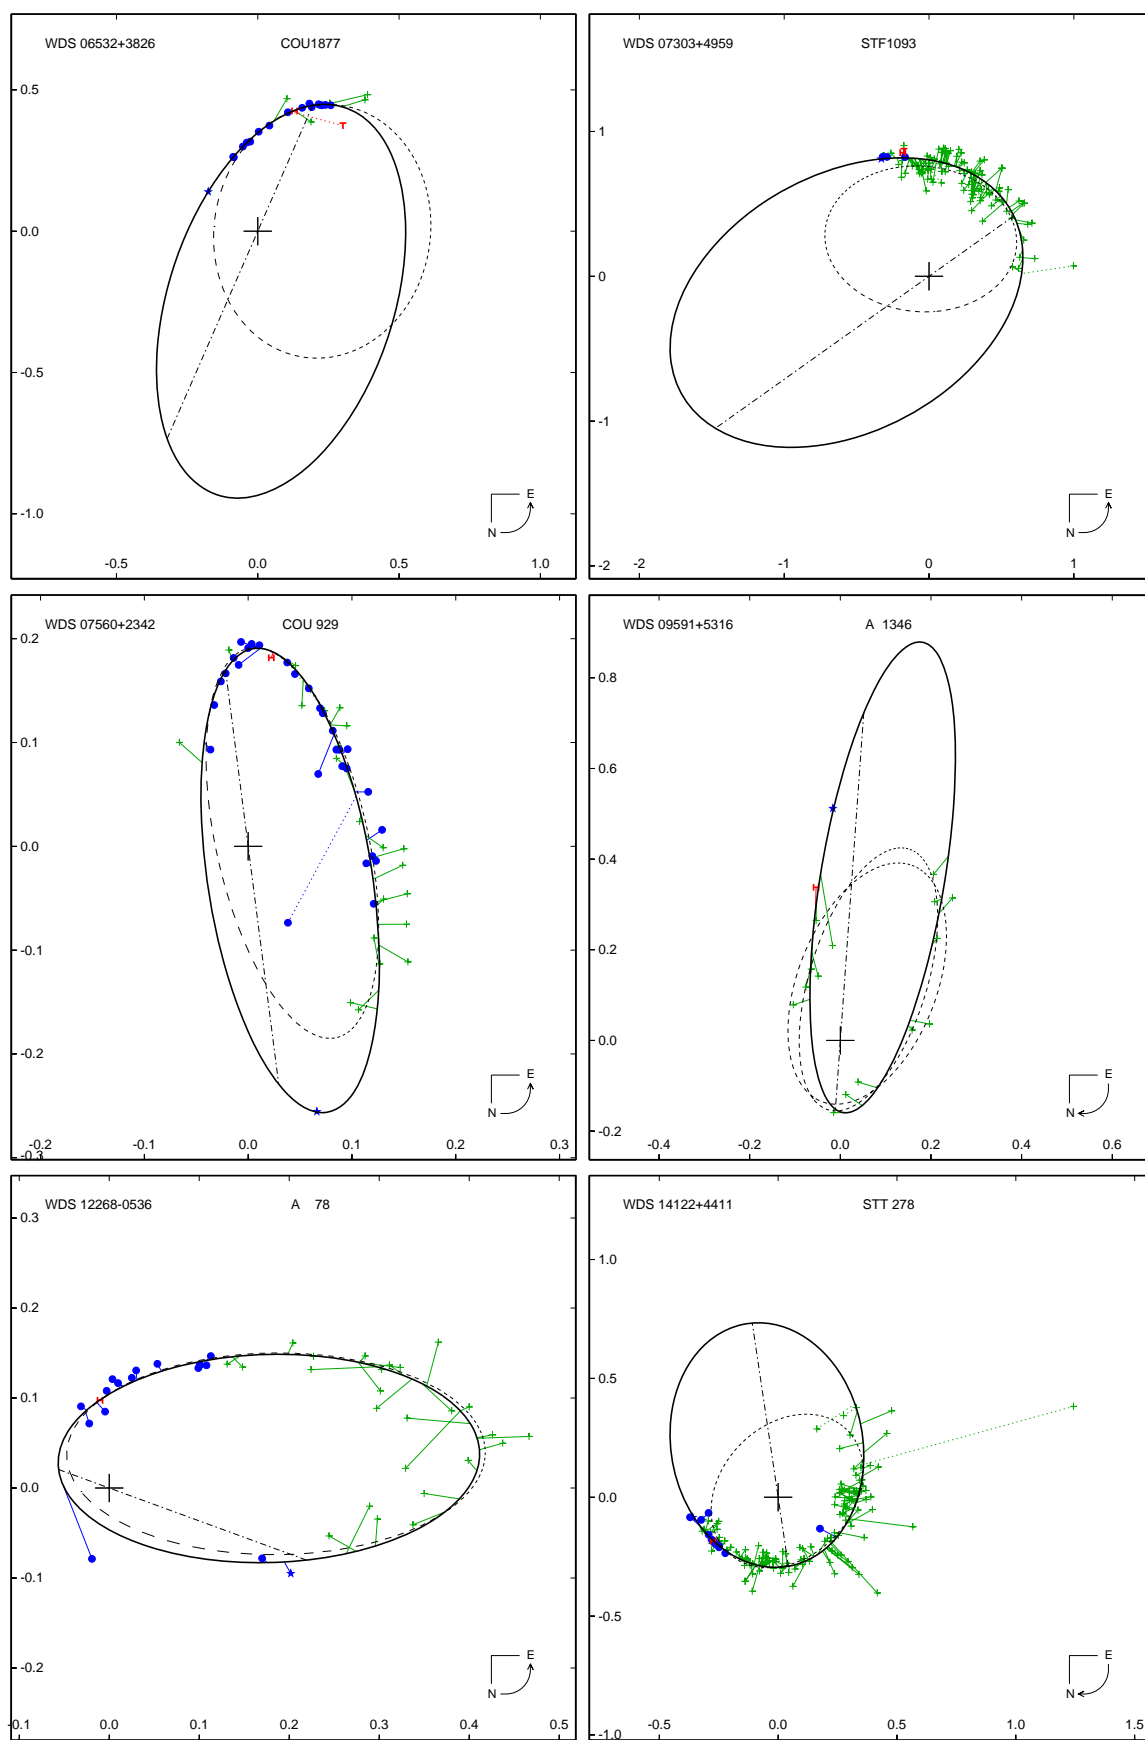 WDS 06532+3826 COU1877
0.5
0.0
-0.5
-1.0
-0.5 0.0 0.5 1.0
E
N
WDS 07303+4959 STF1093
1
0
-1
-2
-2 -1 0 1
E
N
WDS 07560+2342 COU 929
0.2
0.1
0.0
-0.1
-0.2
-0.3
-0.2 -0.1 0.0 0.1 0.2 0.3
E
N
WDS 09591+5316 A 1346
0.8
0.6
0.4
0.2
0.0
-0.2
-0.4 -0.2 0.0 0.2 0.4 0.6
E
N
WDS 12268-0536 A 78
0.3
0.2
0.1
0.0
-0.1
-0.2
-0.1 0.0 0.1 0.2 0.3 0.4 0.5
E
N
WDS 14122+4411 STT 278
1.0
0.5
0.0
-0.5
-1.0
-0.5 0.0 0.5 1.0 1.5
E
N